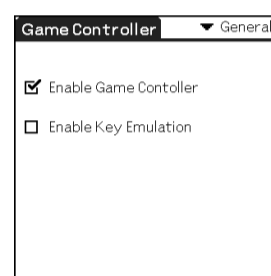 Game Controller ▼ General
Enable Game Contoller
Enable Key Emulation